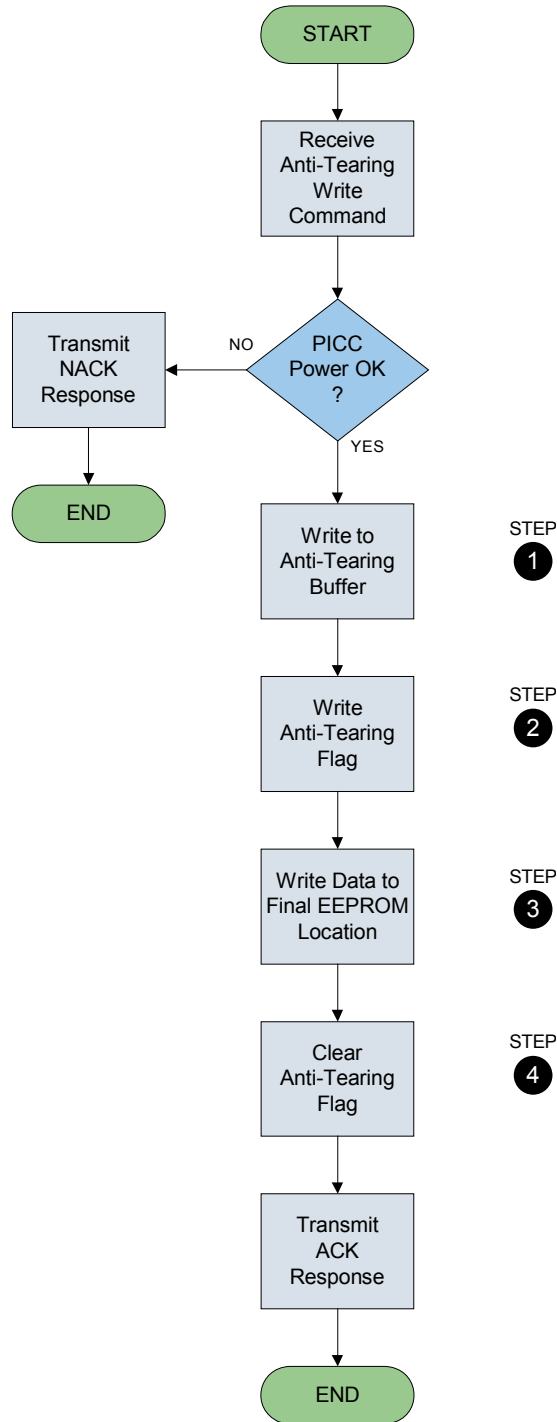 START
Receive
Anti-Tearing
Write
Command
PICC
Power OK
?
NO
Transmit
NACK
Response
END
YES
Write to
Anti-Tearing
Buffer
STEP
1
Write
Anti-Tearing
Flag
STEP
2
Write Data to
Final EEPROM
Location
STEP
3
Clear
Anti-Tearing
Flag
STEP
4
Transmit
ACK
Response
END